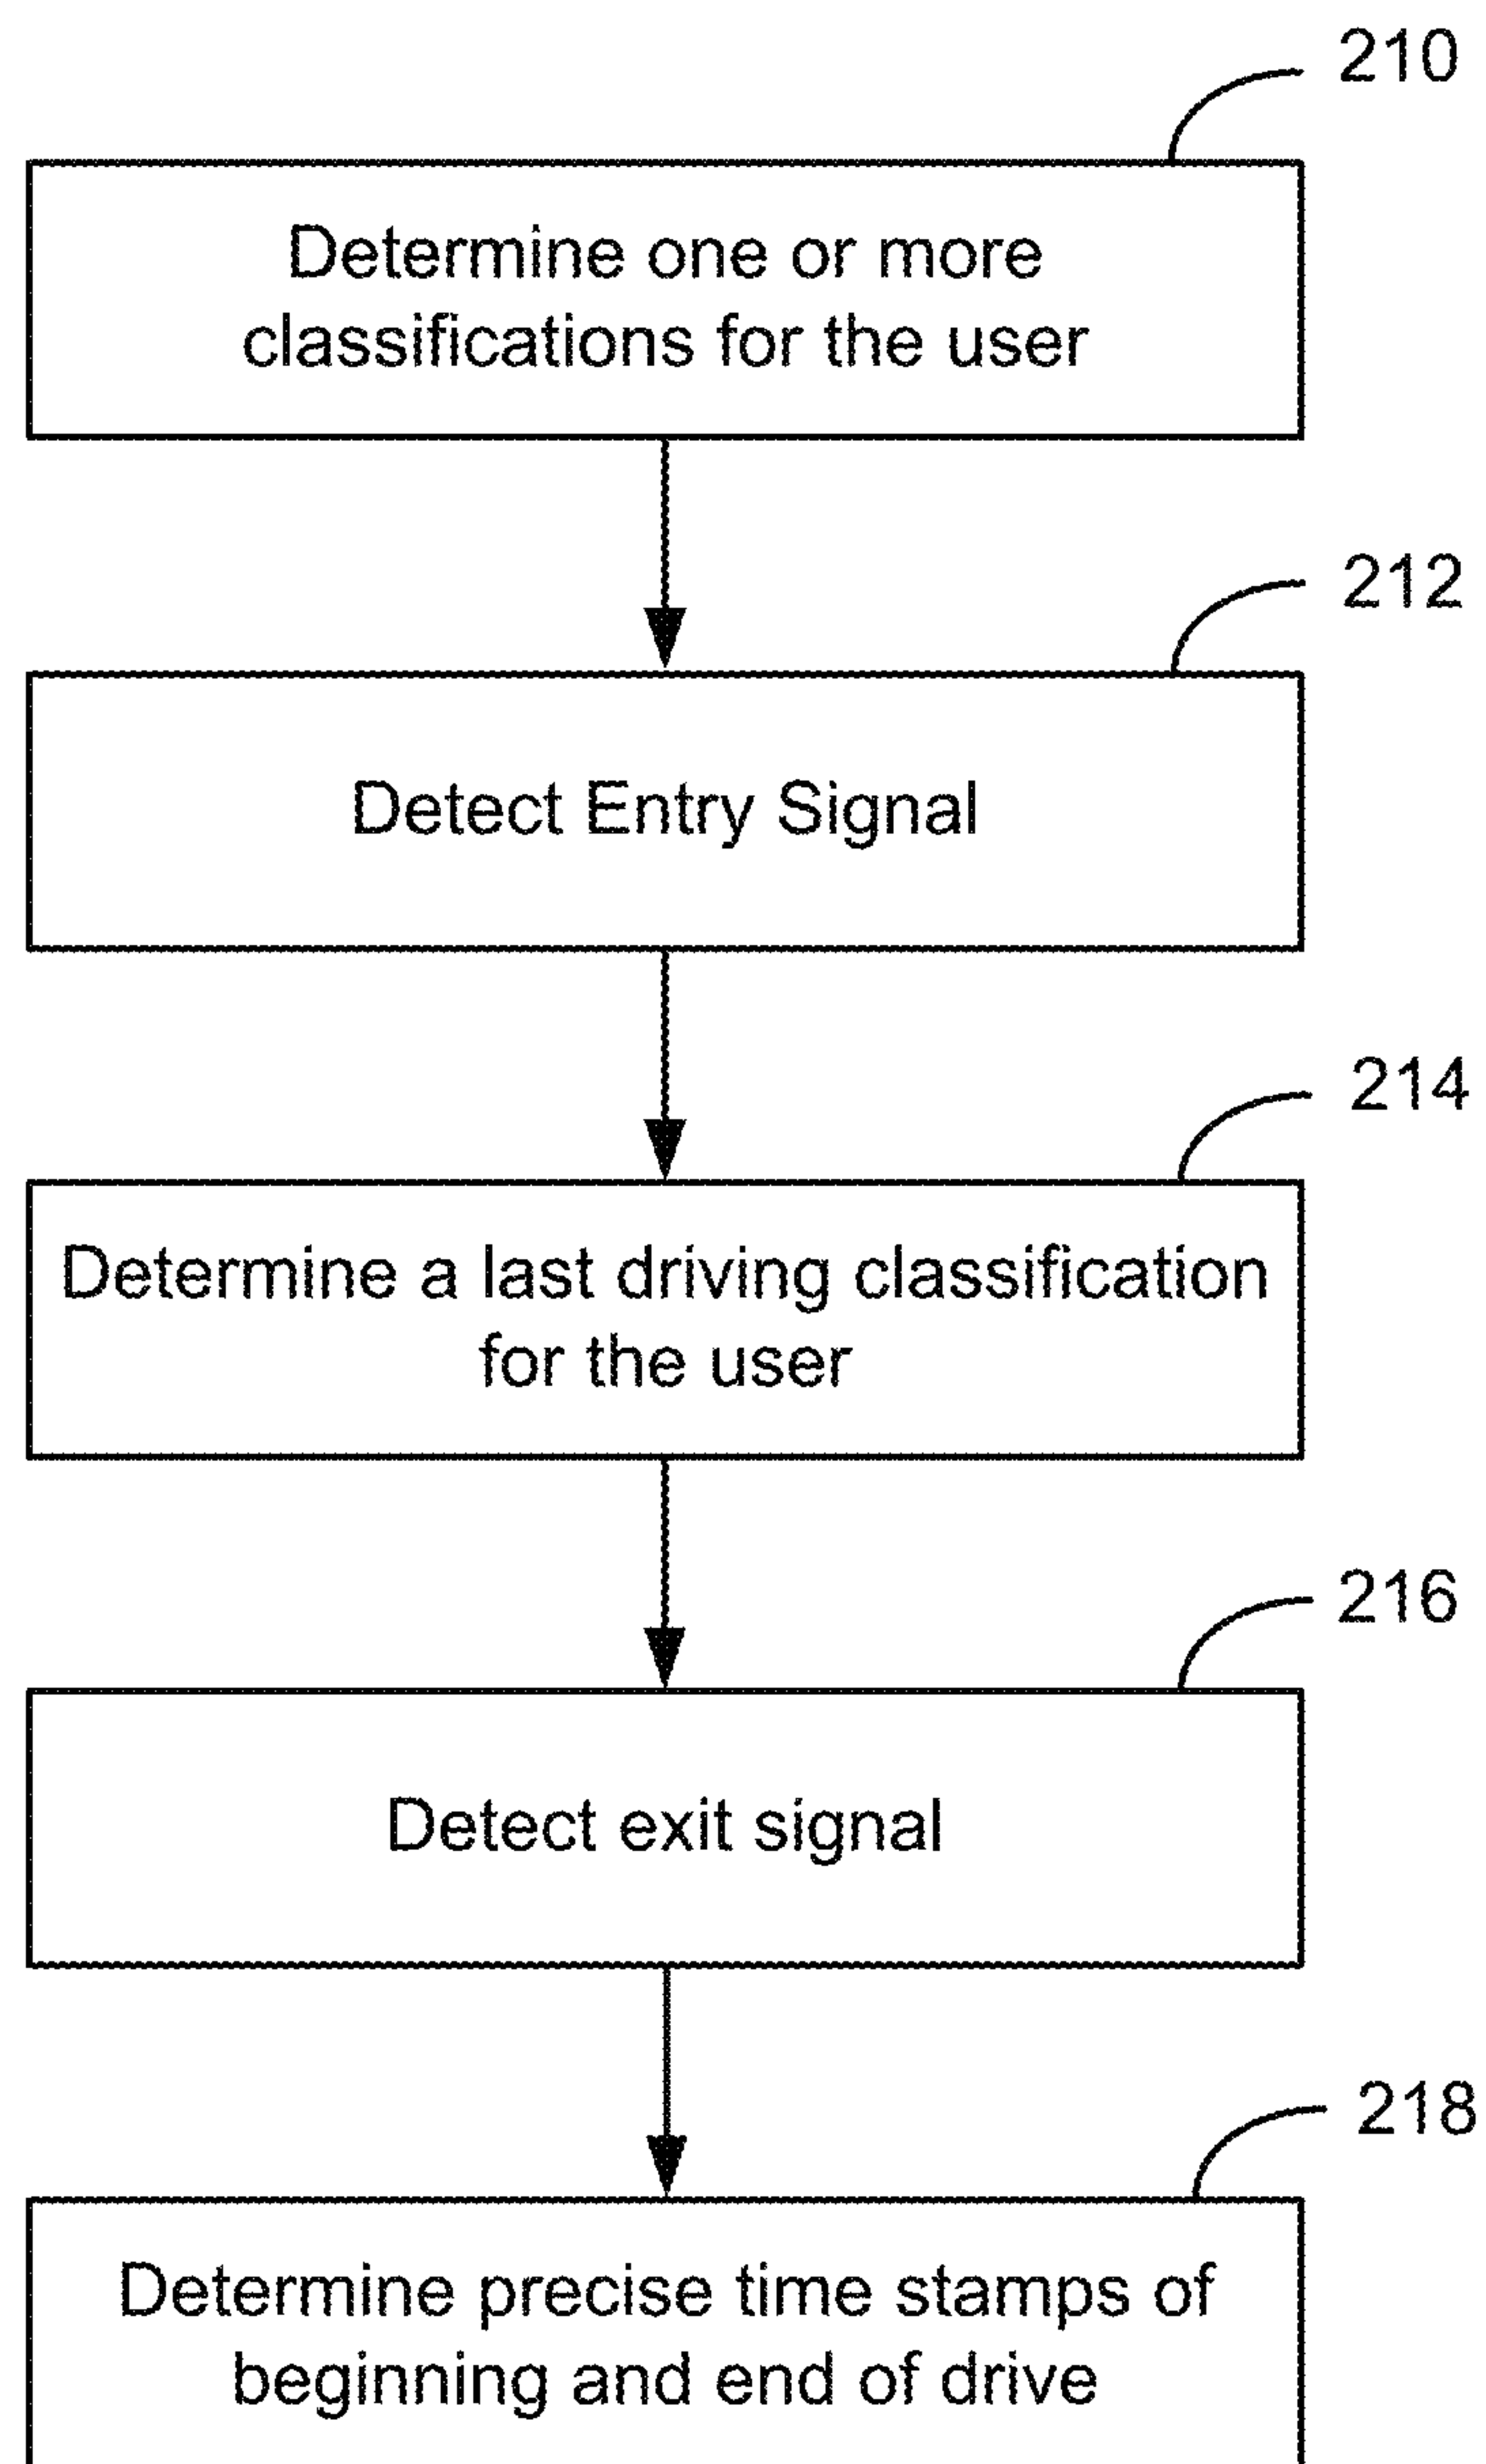 210
Determine one or more
classifications for the user
212
Detect Entry Signal
214
Determine a last driving classification
for the user
216
Detect exit signal
218
Determine precise time stamps of
beginning and end of drive